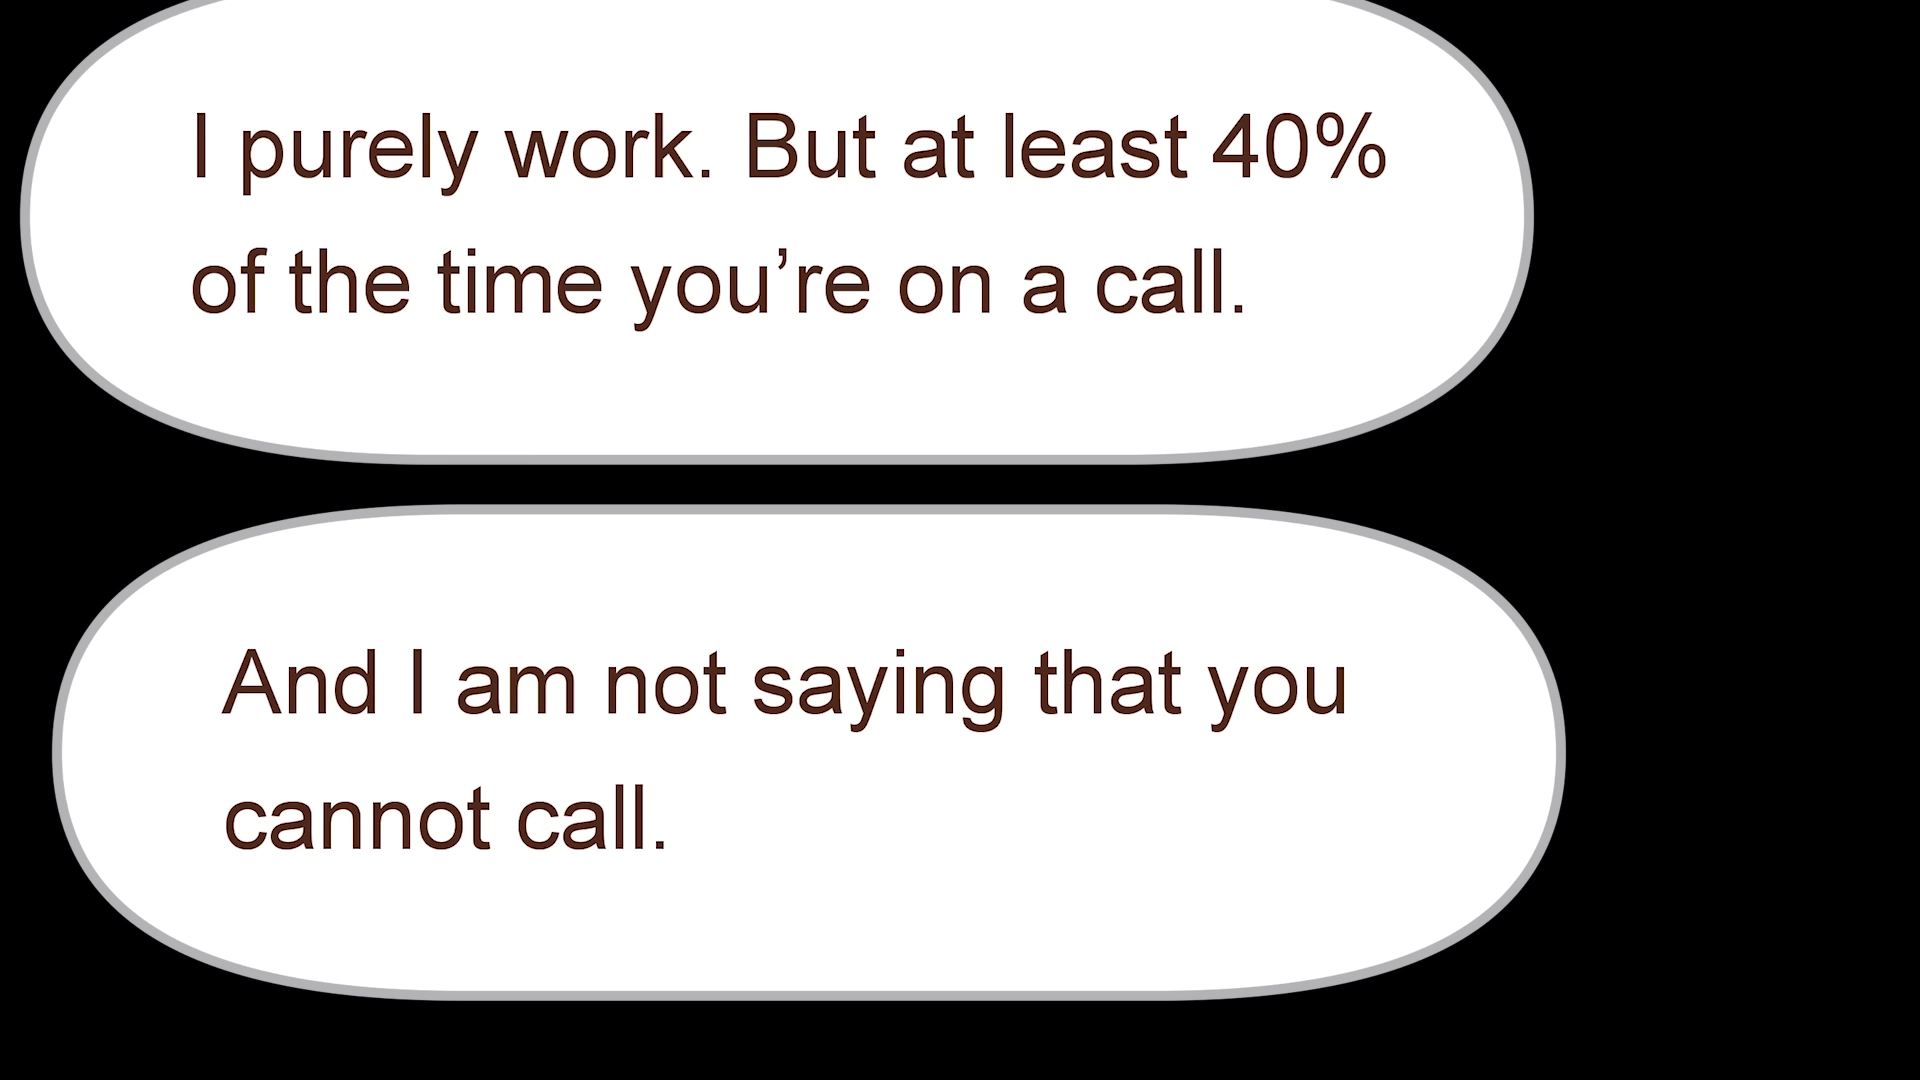 I purely work. But at least 40%
of the time you’re on a call.
And I am not saying that you
cannot call.